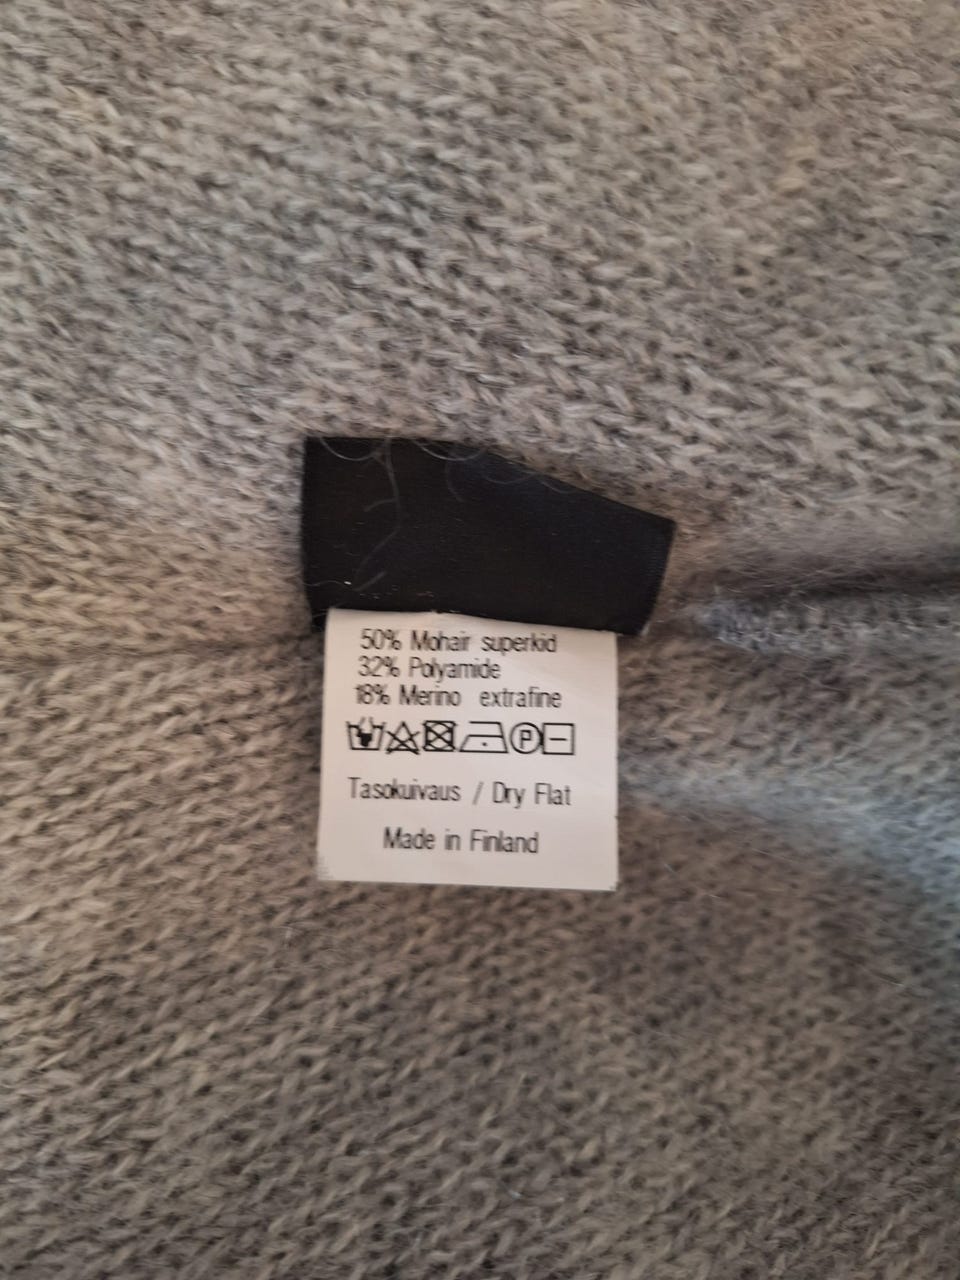 50% Mohair superkid
32% Polyamide
18% Merino extrafine
P
Tasokuivaus / Dry Flat
Made in Finland